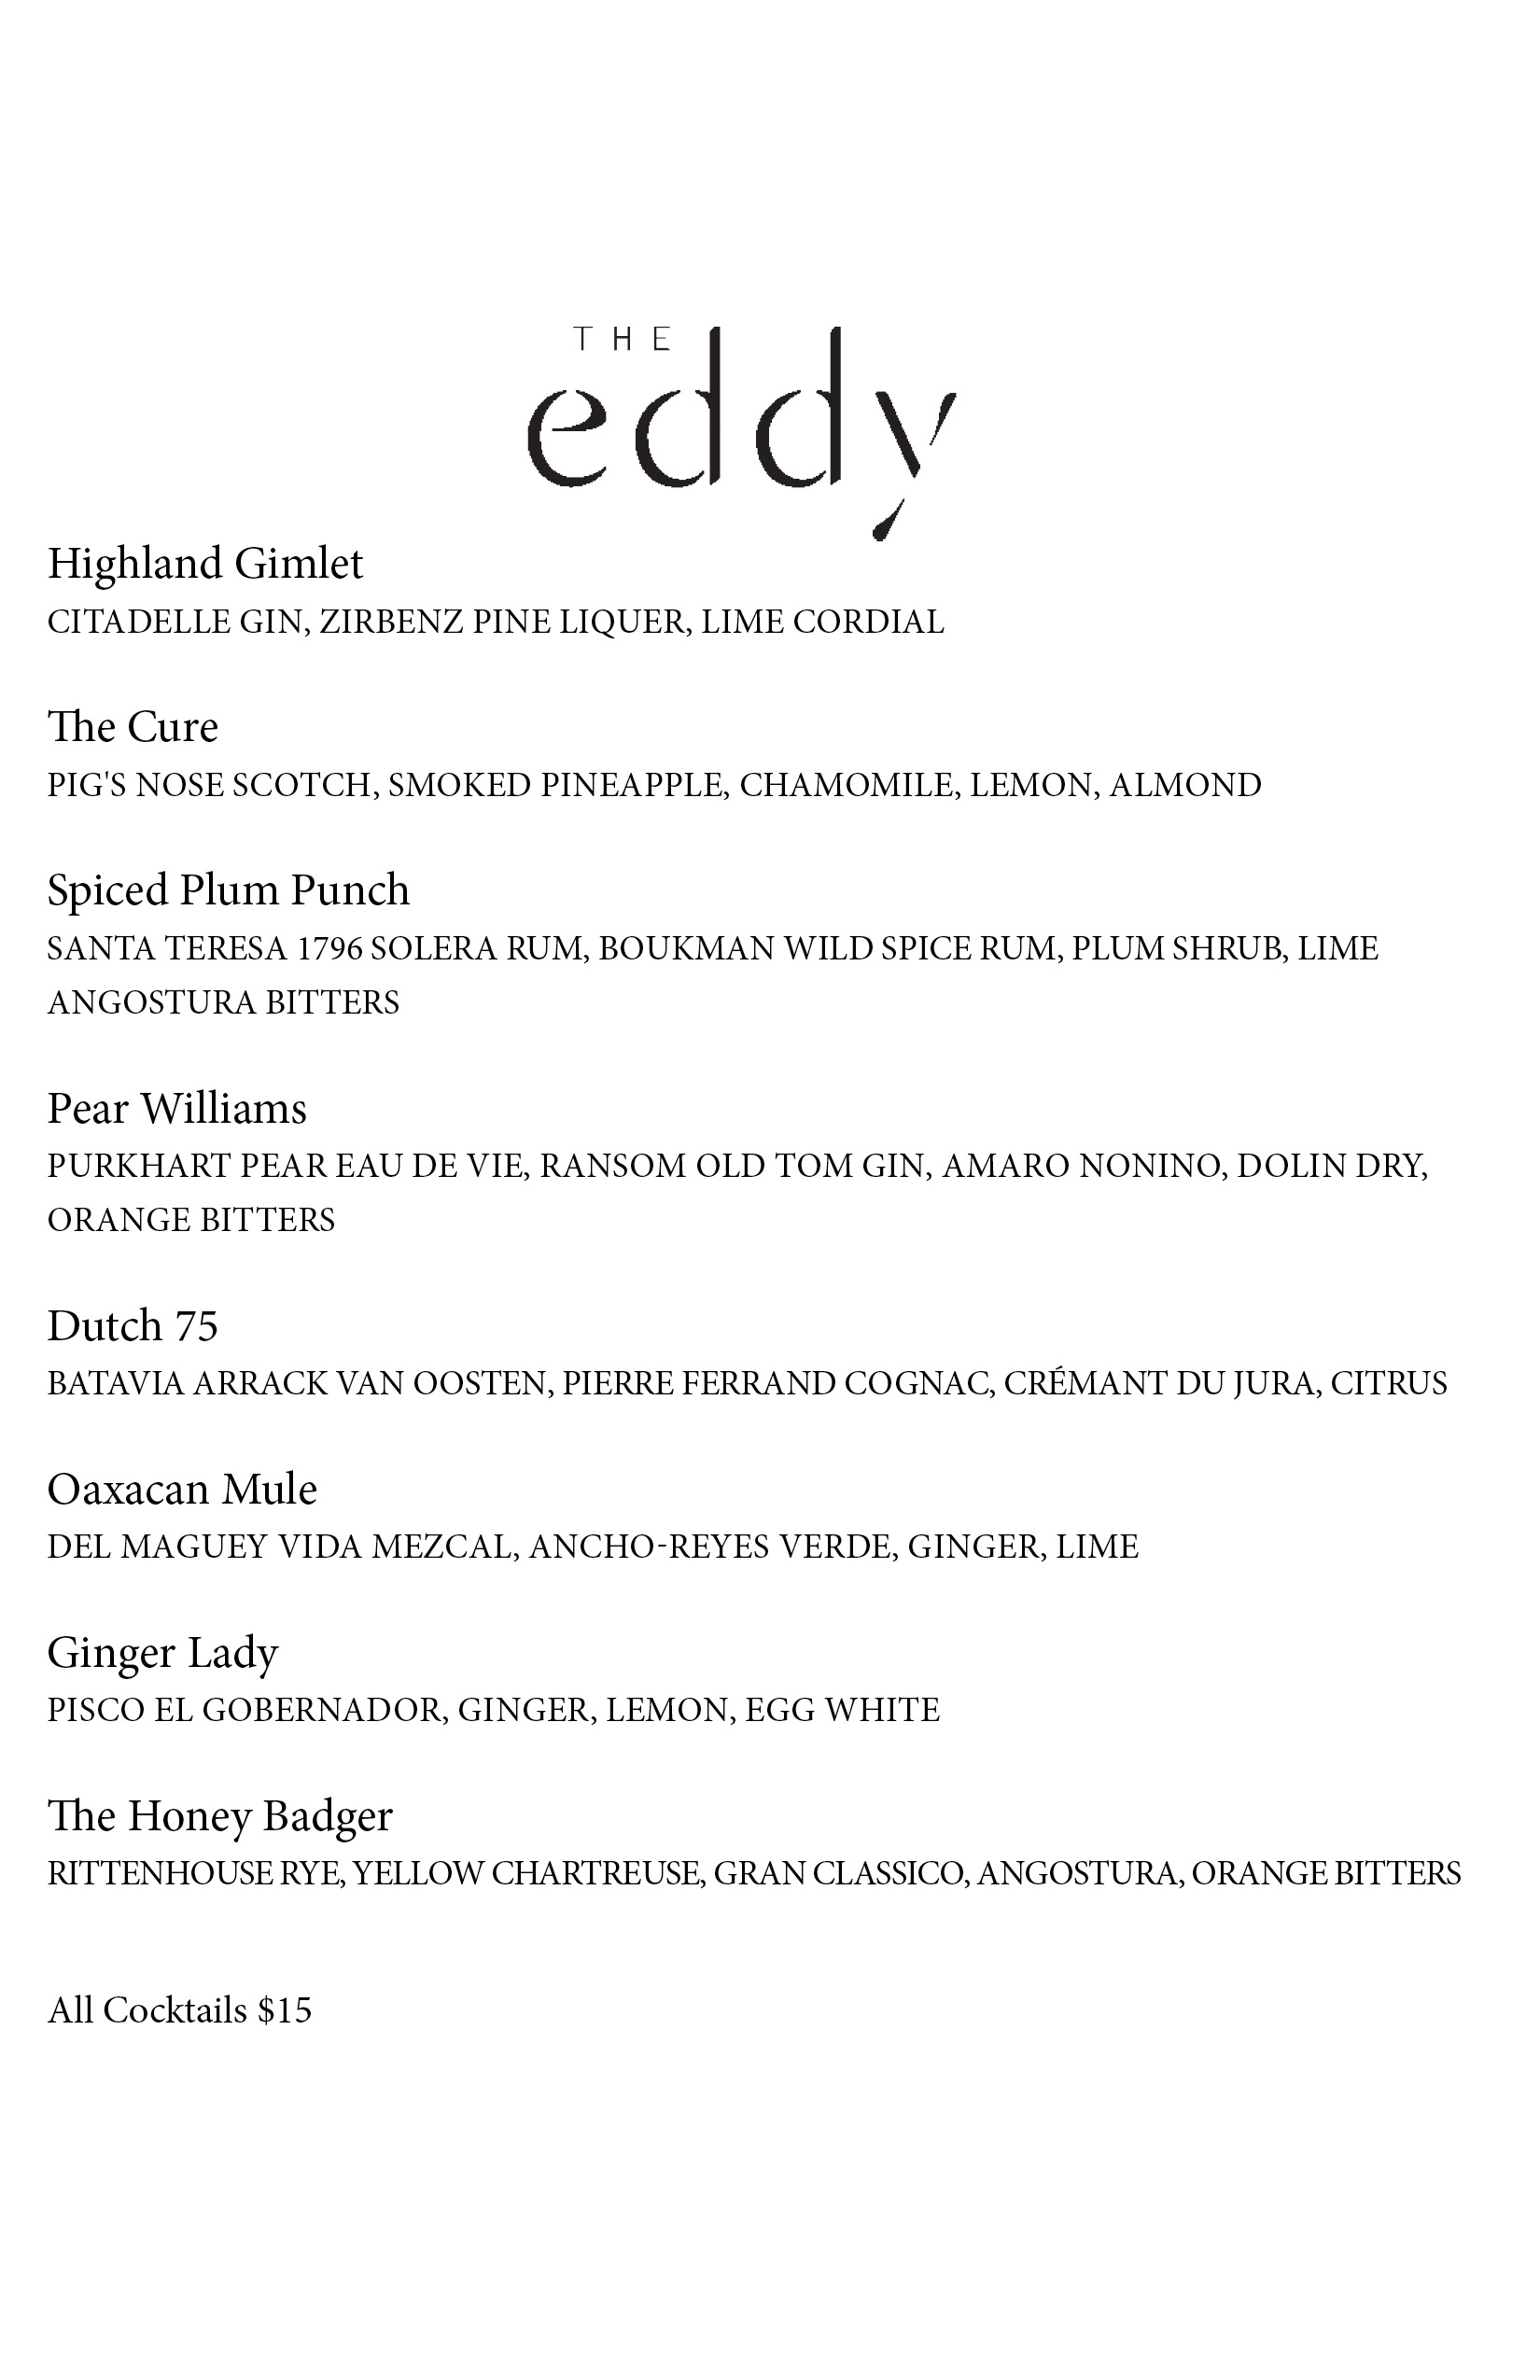 THE
eddy
Highland Gimlet
CITADELLE GIN, ZIRBENZ PINE LIQUER, LIME CORDIAL
The Cure
PIG'S NOSE SCOTCH, SMOKED PINEAPPLE, CHAMOMILE, LEMON, ALMOND
Spiced Plum Punch
SANTA TERESA 1796 SOLERA RUM, BOUKMAN WILD SPICE RUM, PLUM SHRUB, LIME
ANGOSTURA BITTERS
Pear Williams
PURKHART PEAR EAU DE VIE, RANSOM OLD TOM GIN, AMARO NONINO, DOLIN DRY,
ORANGE BITTERS
Dutch 75
BATAVIA ARRACK VAN OOSTEN, PIERRE FERRAND COGNAC, CRÉMANT DU JURA, CITRUS
Oaxacan Mule
DEL MAGUEY VIDA MEZCAL, ANCHO-REYES VERDE, GINGER, LIME
Ginger Lady
PISCO EL GOBERNADOR, GINGER, LEMON, EGG WHITE
The Honey Badger
RITTENHOUSE RYE, YELLOW CHARTREUSE, GRAN CLASSICO, ANGOSTURA, ORANGE BITTERS
All Cocktails $15